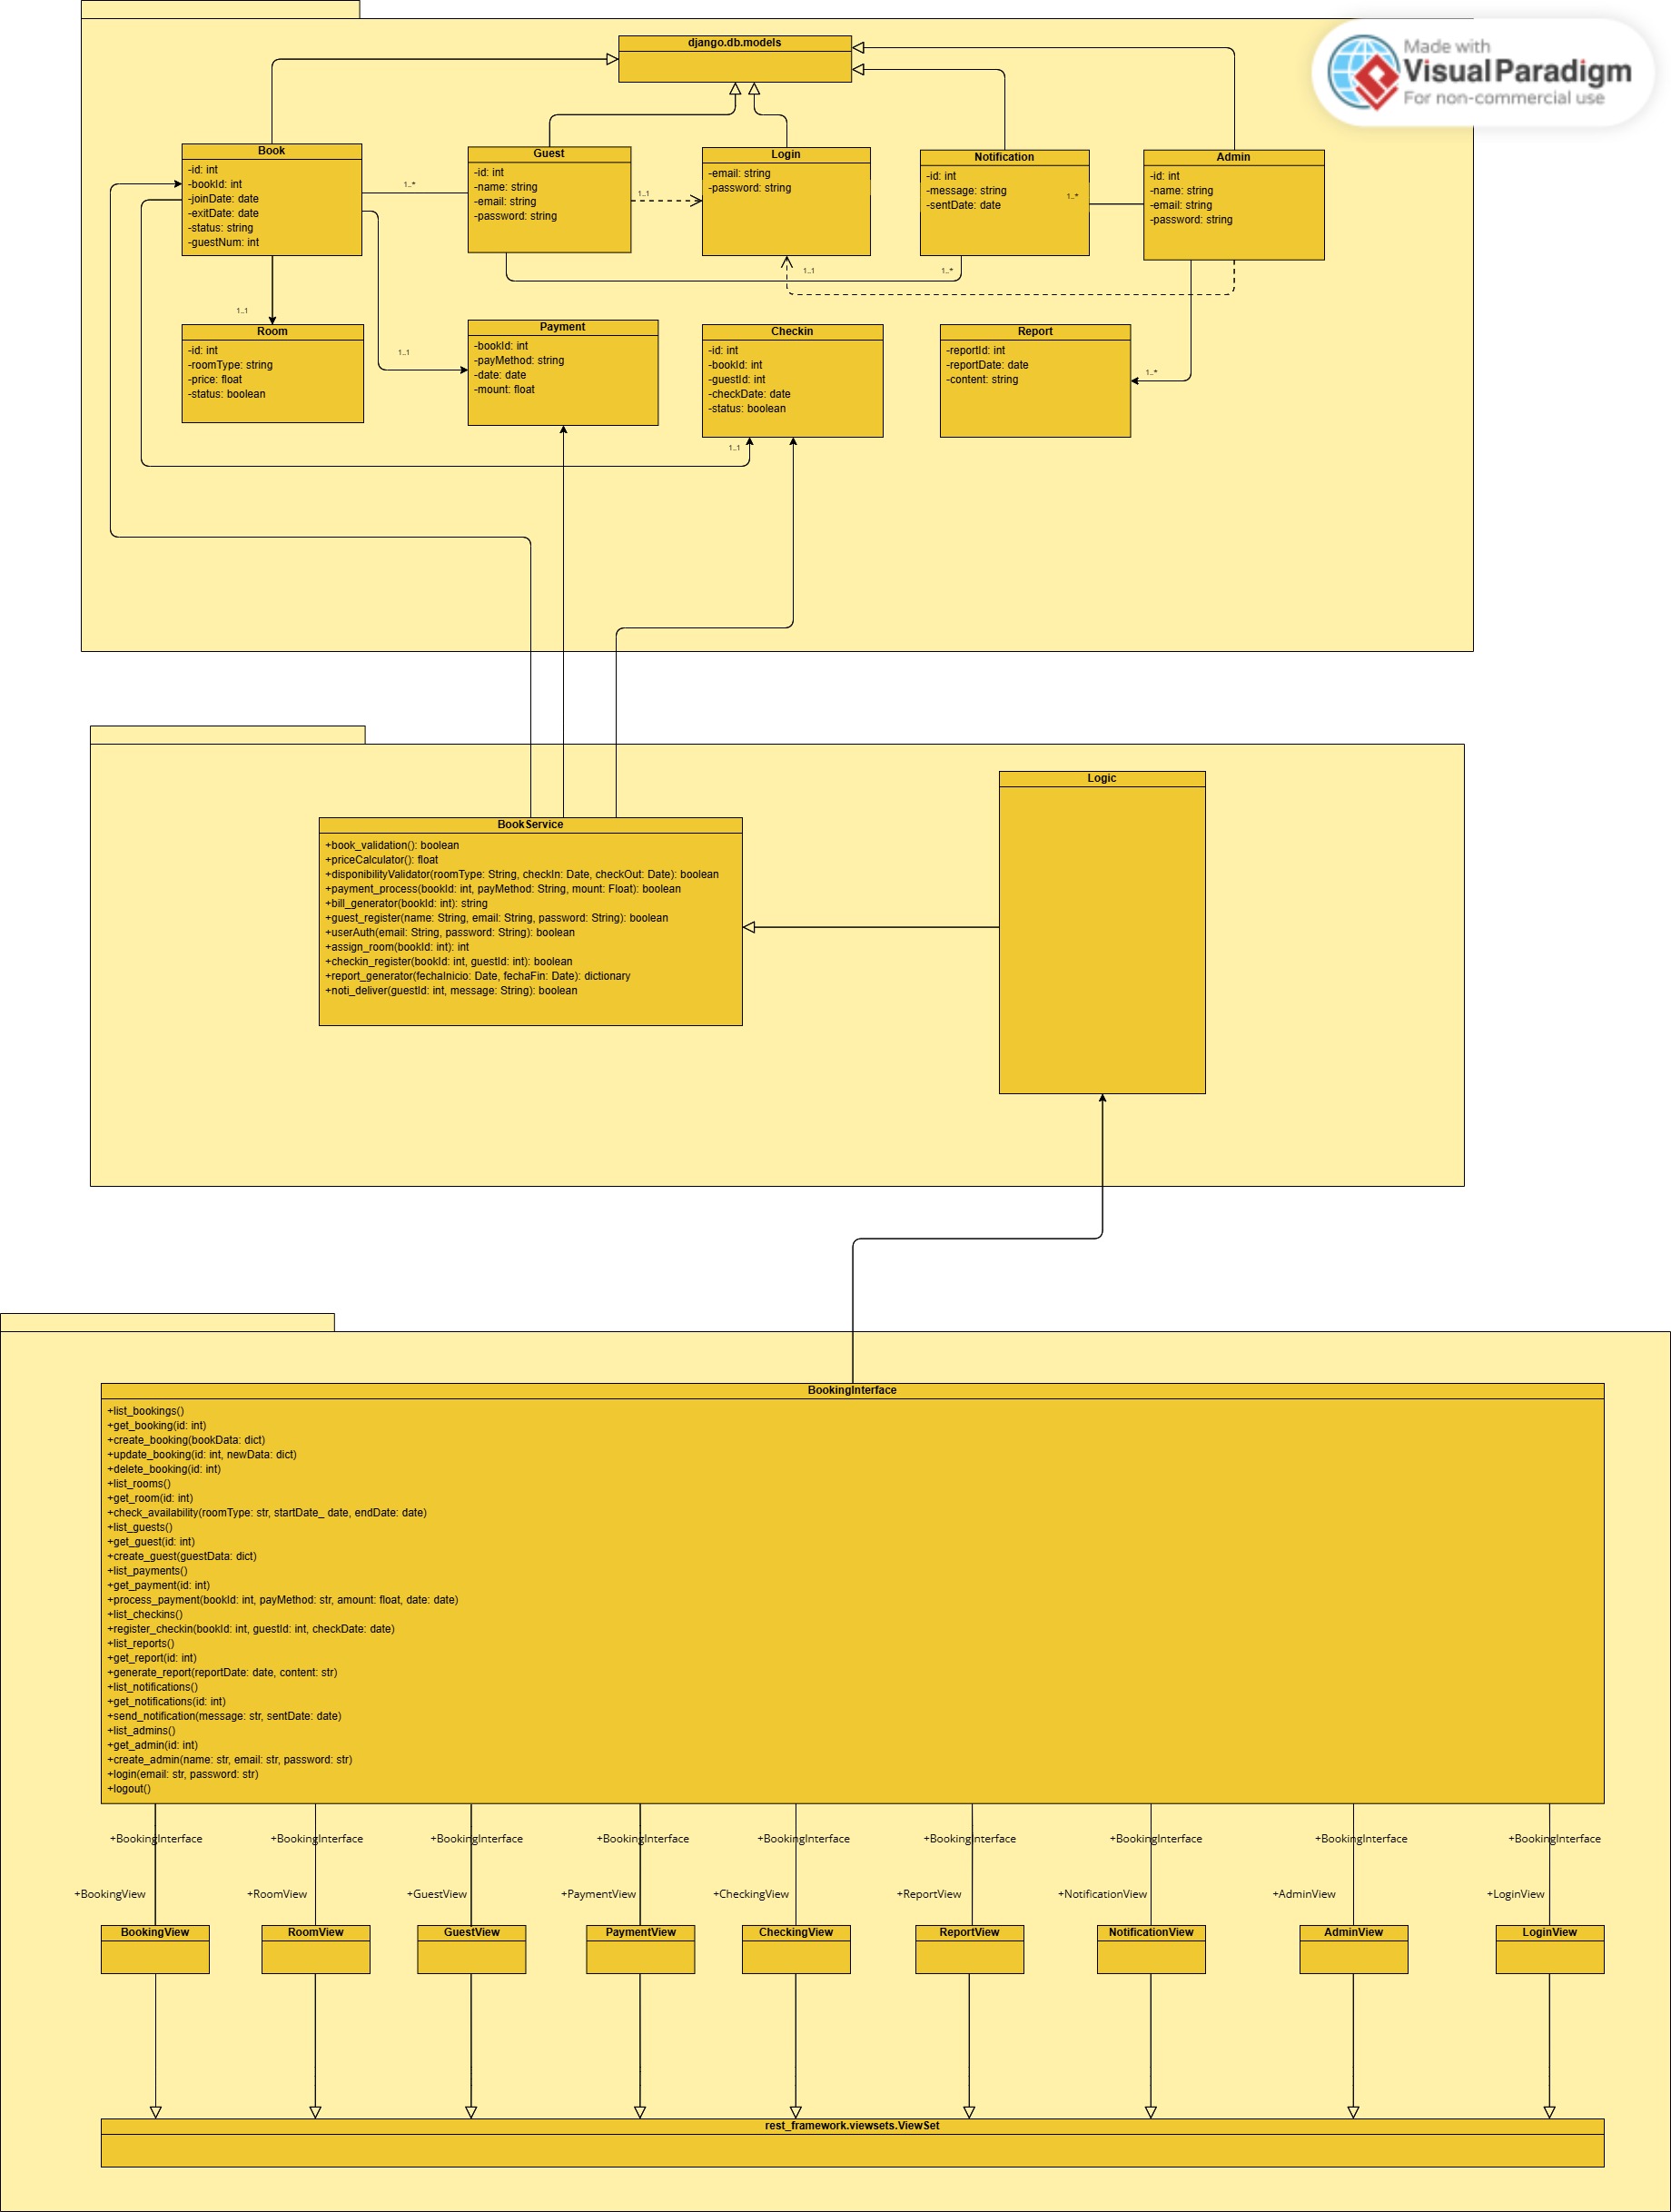 Made with
Visual Paradigm
For non-commercial use
django.db.models
Book
-id: int
-bookId: int
-joinDate: date
-exitDate: date
-status: string
-guestNum: int
1..*
Guest
-id: int
-name: string
-email: string
-password: string
1..1
Login
-email: string
-password: string
Notification
-id: int
-message: string
-sentDate: date
1..*
Admin
-id: int
-name: string
-email: string
-password: string
1..1
1..*
1..1
Room
-id: int
-roomType: string
-price: float
-status: boolean
1..1
Payment
-bookId: int
-payMethod: string
-date: date
-mount: float
Checkin
-id: int
-bookId: int
-guestId: int
-checkDate: date
-status: boolean
1..1
Report
-reportId: int
-reportDate: date
-content: string
1..*
BookService
+book_validation(): boolean
+priceCalculator(): float
+disponibilityValidator(roomType: String, checkIn: Date, checkOut: Date): boolean
+payment_process(bookId: int, payMethod: String, mount: Float): boolean
+bill_generator(bookId: int): string
+guest_register(name: String, email: String, password: String): boolean
+userAuth(email: String, password: String): boolean
+assign_room(bookId: int): int
+checkin_register(bookId: int, guestId: int): boolean
+report_generator(fechaInicio: Date, fechaFin: Date): dictionary
+noti_deliver(guestId: int, message: String): boolean
Logic
BookingInterface
+list_bookings()
+get_booking(id: int)
+create_booking(bookData: dict)
+update_booking(id: int, newData: dict)
+delete_booking(id: int)
+list_rooms()
+get_room(id: int)
+check_availability(roomType: str, startDate_ date, endDate: date)
+list_guests()
+get_guest(id: int)
+create_guest(guestData: dict)
+list_payments()
+get_payment(id: int)
+process_payment(bookId: int, payMethod: str, amount: float, date: date)
+list_checkins()
+register_checkin(bookId: int, guestId: int, checkDate: date)
+list_reports()
+get_report(id: int)
+generate_report(reportDate: date, content: str)
+list_notifications()
+get_notifications(id: int)
+send_notification(message: str, sentDate: date)
+list_admins()
+get_admin(id: int)
+create_admin(name: str, email: str, password: str)
+login(email: str, password: str)
+logout()
+BookingInterface +BookingInterface +BookingInterface +BookingInterface +BookingInterface +BookingInterface +BookingInterface +BookingInterface +BookingInterface
+BookingView +RoomView +GuestView +PaymentView +CheckingView +ReportView +NotificationView +AdminView +LoginView
BookingView RoomView GuestView PaymentView CheckingView ReportView NotificationView AdminView LoginView
rest_framework.viewsets.ViewSet